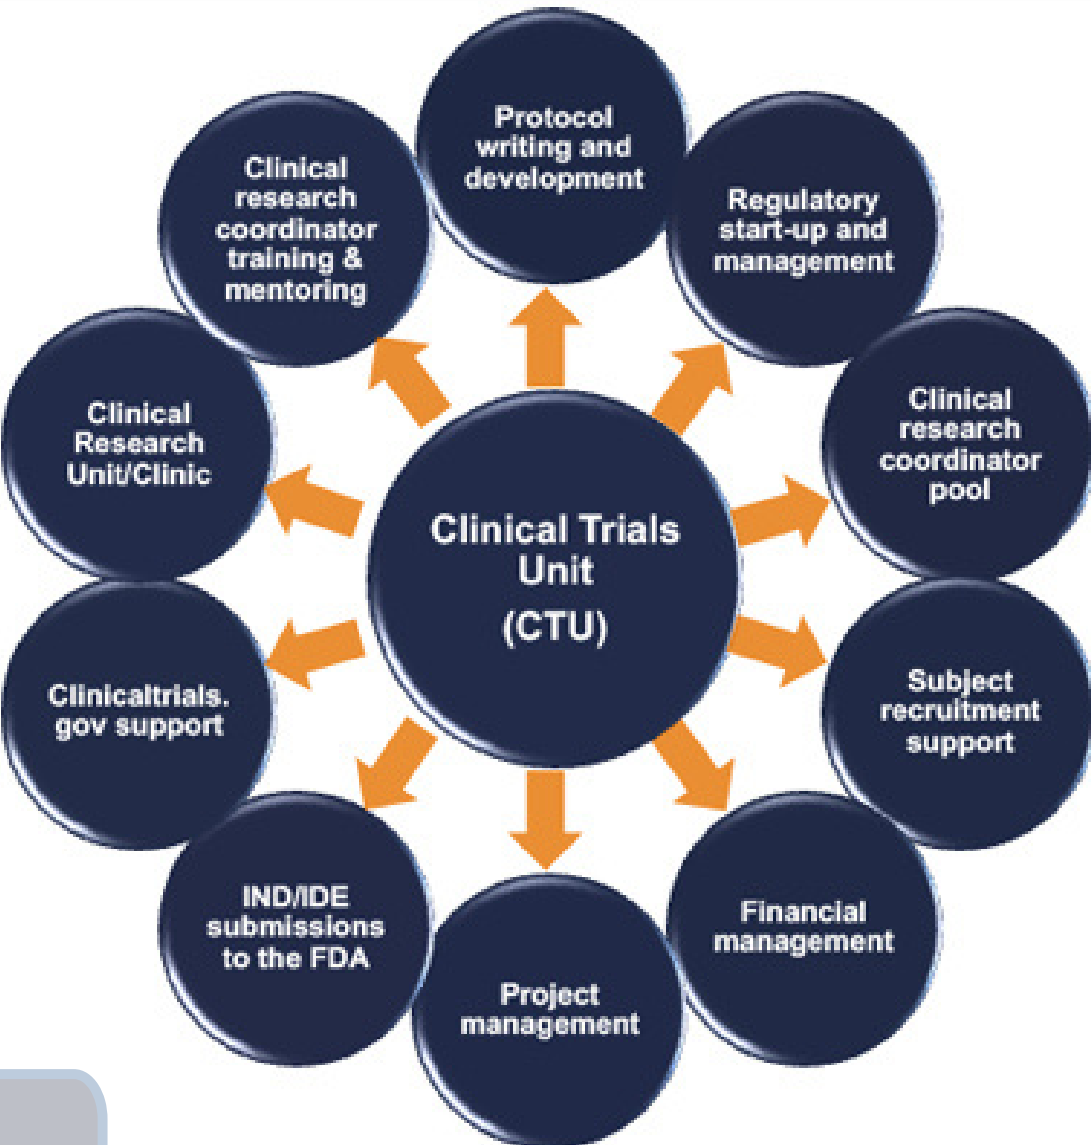 Protocol
writing and
development
Regulatory
start-up and
management
Clinical
research
coordinator
pool
Subject
recruitment
support
Financial
management
Project
management
IND/IDE
submissions
to the FDA
Clinicaltrials.
gov support
Clinical
Research
Unit/Clinic
Clinical
research
coordinator
training &
mentoring
Clinical Trials
Unit
(CTU)